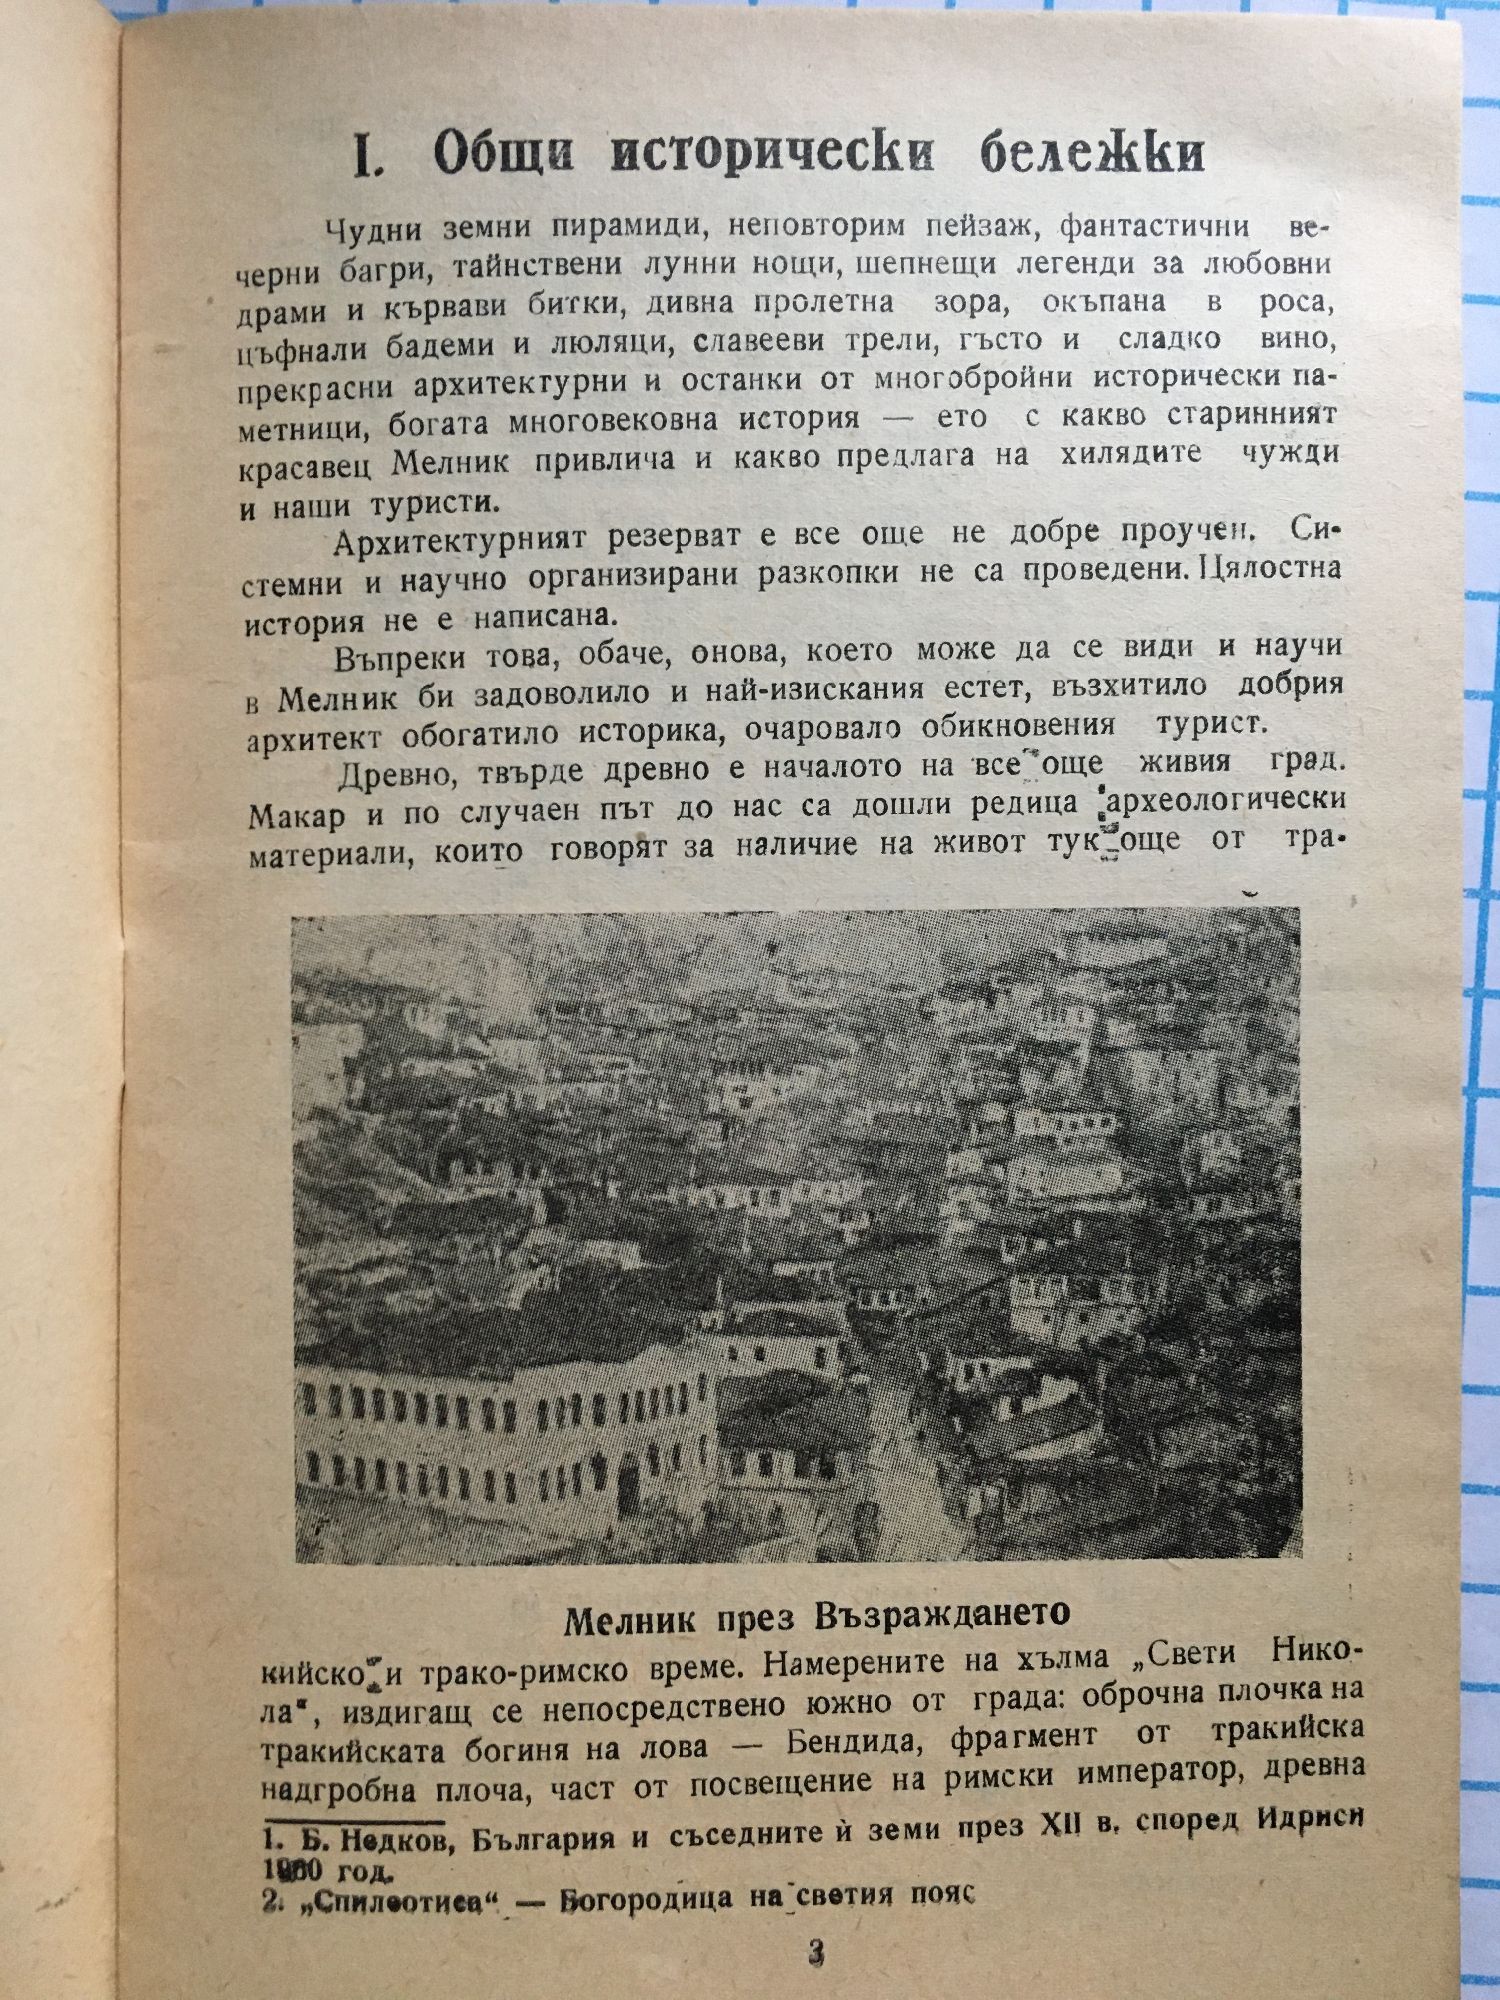 I. Общи исторически бележки
Чудни земни пирамиди, неповторим пейзаж, фантастични ве-
черни багри, тайнствени лунни нощи, шепнещи легенди за любовни
драми и кървави битки, дивна пролетна зора, окъпана в роса,
цъфнали бадеми и люляци, славееви трели, гъсто и сладко вино,
прекрасни архитектурни и останки от многобройни исторически па-
метници, богата многовековна история — ето с какво старинният
красавец Мелник привлича и какво предлага на хилядите чужди
и наши туристи.
Архитектурният резерват е все още не добре проучен. Си-
стемни и научно организирани разкопки не са проведени. Цялостна
история не е написана.
Въпреки това, обаче, онова, което може да се види и научи
в Мелник би задоволило и най-изискания естет, възхитило добрия
архитект обогатило историка, очаровало обикновения турист.
Древно, твърде древно е началото на все още живия град.
Макар и по случаен път до нас са дошли редица археологически
материали, които говорят за наличие на живот тук още от тра-
Мелник през Възраждането
кийско и трако-римско време. Намерените на хълма „Свети Нико-
ла“, издигащ се непосредствено южно от града: оброчна плочка на
тракийската богиня на лова — Бендида, фрагмент от тракийска
надгробна плоча, част от посвещение на римски император, древна
1. Б. Недков, България и съседните ѝ земи през XII в. според Идриси
год.
2. „Спилеотиса“ — Богородица на светия пояс
3